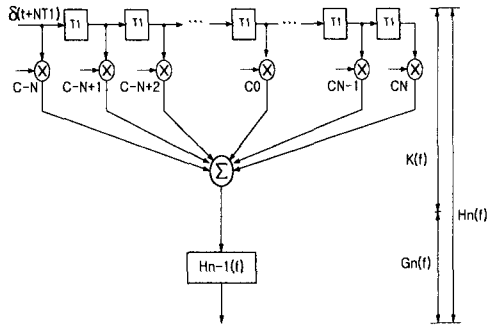 δ(t+NT1)
T1 T1 ... T1 ... T1 T1
C-N C-N+1 C-N+2 C0 CN-1 CN
Σ
K(f)
Hn(f)
Hn-1(f)
Gn(f)